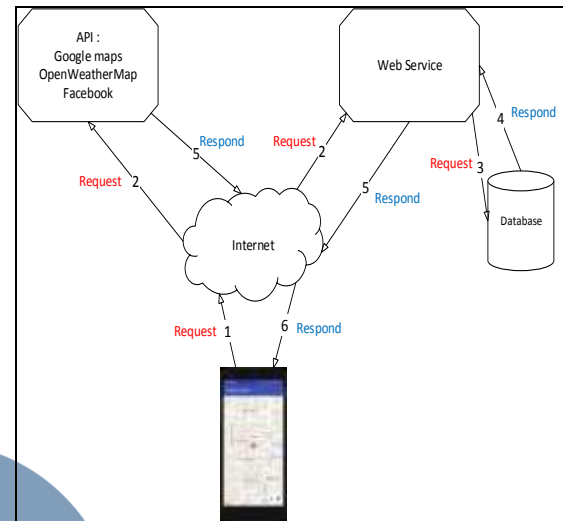 API :
Google maps
OpenWeatherMap
Facebook
Web Service
4 Respond
5 Respond
Request 2
Request 3
Request 2
5 Respond
Database
Internet
Request 1
6 Respond